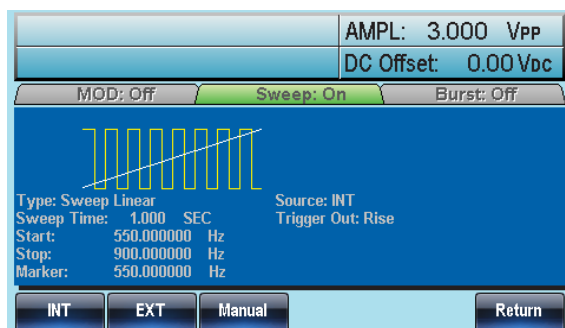 AMPL: 3.000 VPP
DC Offset: 0.00 VDC
MOD: Off Sweep: On Burst: Off
Type: Sweep Linear Source: INT
Sweep Time: 1.000 SEC Trigger Out: Rise
Start: 550.000000 Hz
Stop: 900.000000 Hz
Marker: 550.000000 Hz
INT EXT Manual Return